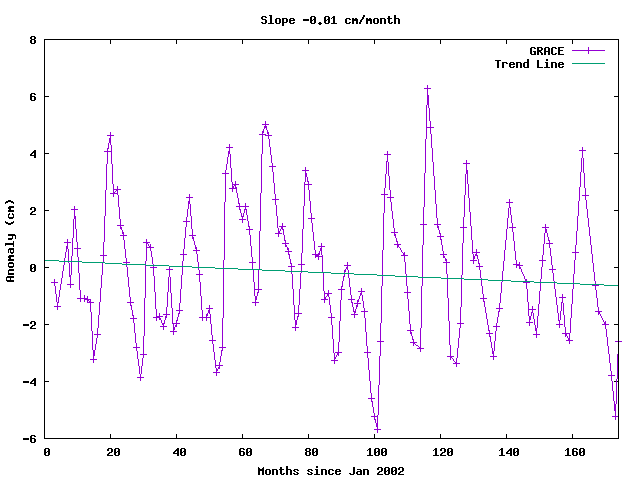 Slope -0.01 cm/month
GRACE
Trend Line
Anomaly (cm)
8
6
4
2
0
-2
-4
-6
0 20 40 60 80 100 120 140 160
Months since Jan 2002